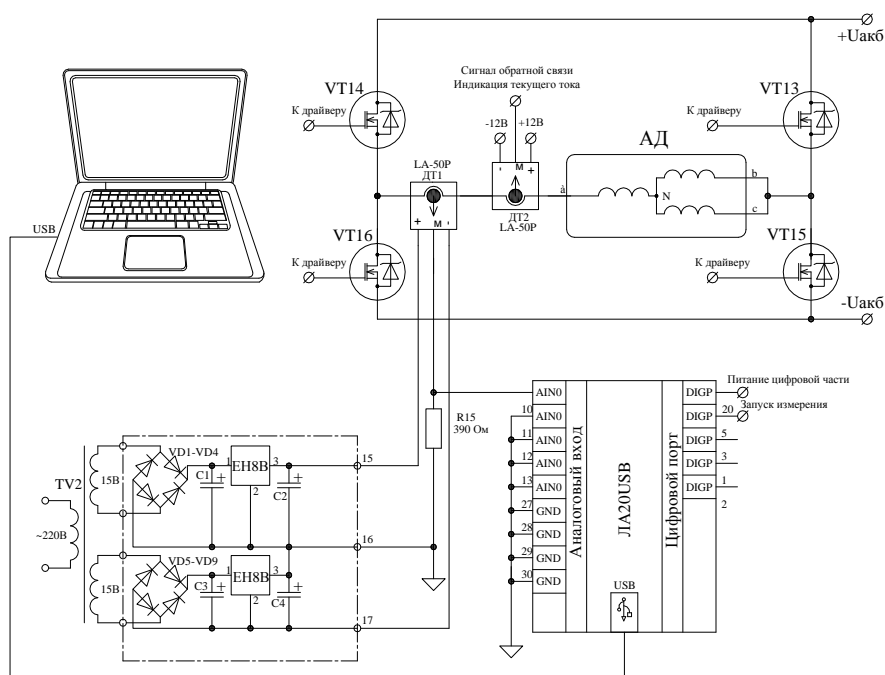 +Uакб
VT14
VT13
Сигнал обратной связи
Индикация текущего тока
К драйверу
К драйверу
-12В
+12В
АД
LA-50P
ДТ1
- М +
à
N
b
c
ДТ2
LA-50P
+ М -
USB
VT16
VT15
К драйверу
К драйверу
-Uакб
R15
390 Ом
AIN0
10 AIN0
11 AIN0
12 AIN0
13 AIN0
27 GND
28 GND
29 GND
30 GND
Аналоговый вход
ЛА20USB
Цифровой порт
USB
DIGP
Питание цифровой части
DIGP 20
Запуск измерения
DIGP 5
DIGP 3
DIGP 1
2
TV2
~220В
15В
VD1-VD4
C1
+
1 EH8B 3
2
+
C2
15
16
15В
VD5-VD9
C3
+
1 EH8B 3
2
+
C4
17